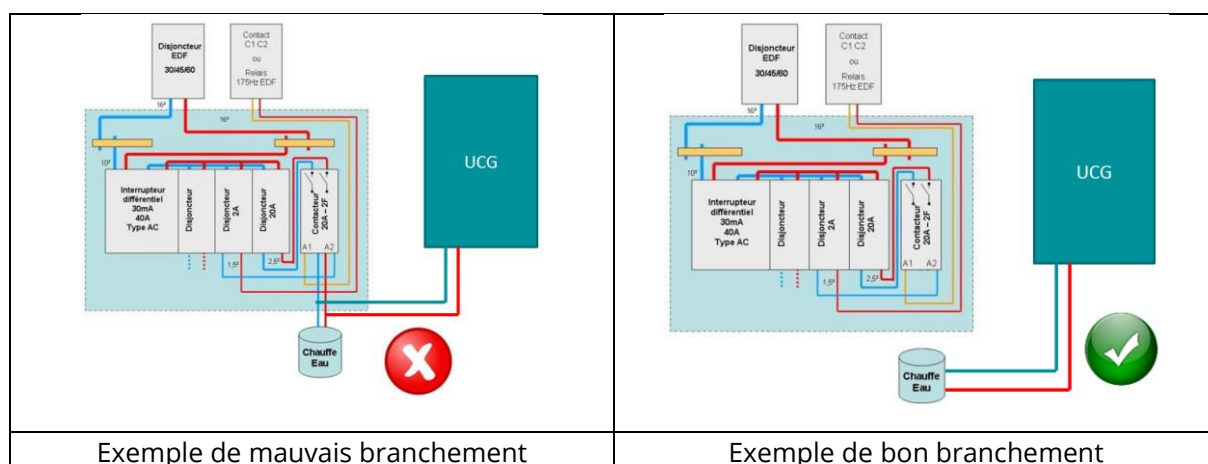 Disjoncteur
EDF
30/45/60
Contact
C1 C2
ou
Relais
175Hz EDF
16²
16²
10²
UCG
Interrupteur
différentiel
30mA
40A
Type AC
Disjoncteur
Disjoncteur
2A
Disjoncteur
20A
Contacteur
20A – 2F
A1 A2
1,5²
2,5²
Chauffe
Eau
Exemple de mauvais branchement
Disjoncteur
EDF
30/45/60
Contact
C1 C2
ou
Relais
175Hz EDF
16²
16²
10²
UCG
Interrupteur
différentiel
30mA
40A
Type AC
Disjoncteur
Disjoncteur
2A
Disjoncteur
20A
Contacteur
20A – 2F
A1 A2
1,5²
2,5²
Chauffe
Eau
Exemple de bon branchement